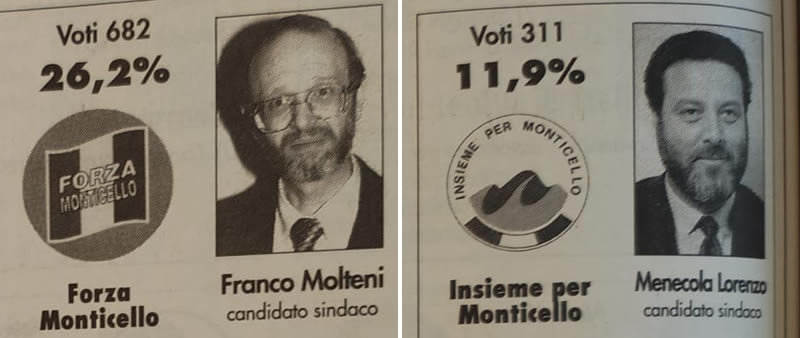 Voti 682
26,2%
FORZA
MONTICELLO
Forza
Monticello
Franco Molteni
candidato sindaco
Voti 311
11,9%
INSIEME PER MONTICELLO
Insieme per
Monticello
Menecola Lorenzo
candidato sindaco